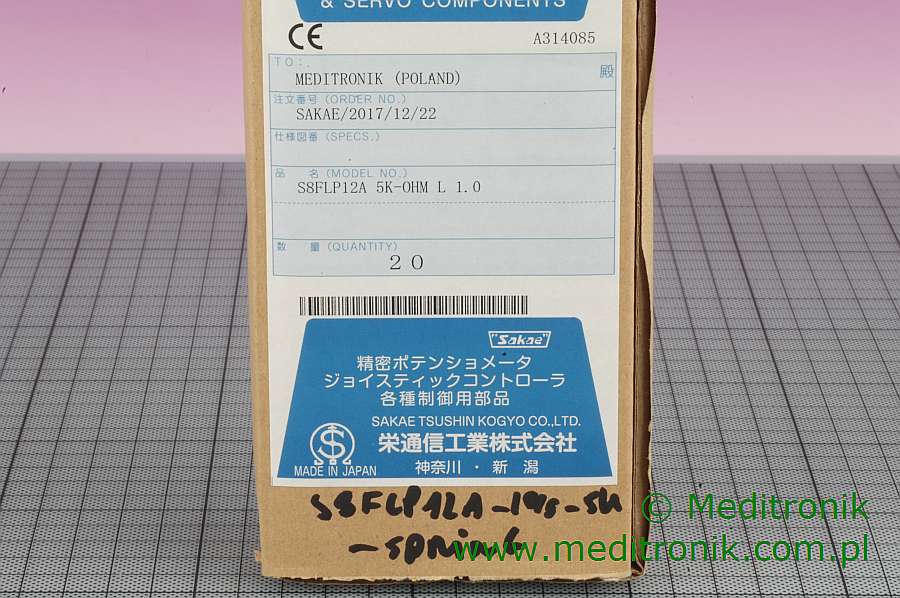 & SERVO COMPONENTS
CE
A314085
TO:.
MEDITRONIK (POLAND)
殿
注文番号 (ORDER NO.)
SAKAE/2017/12/22
仕様図番 (SPECS.)
品 名 (MODEL NO.)
S8FLP12A 5K-OHM L 1.0
数 量 (QUANTITY)
20
"Sakae"
精密ポテンショメータ
ジョイスティックコントローラ
各種制御用部品
SAKAE TSUSHIN KOGYO CO.,LTD.
栄通信工業株式会社
MADE IN JAPAN
神奈川・新潟
S8FLP12A
© Meditronik
www.meditronik.com.pl